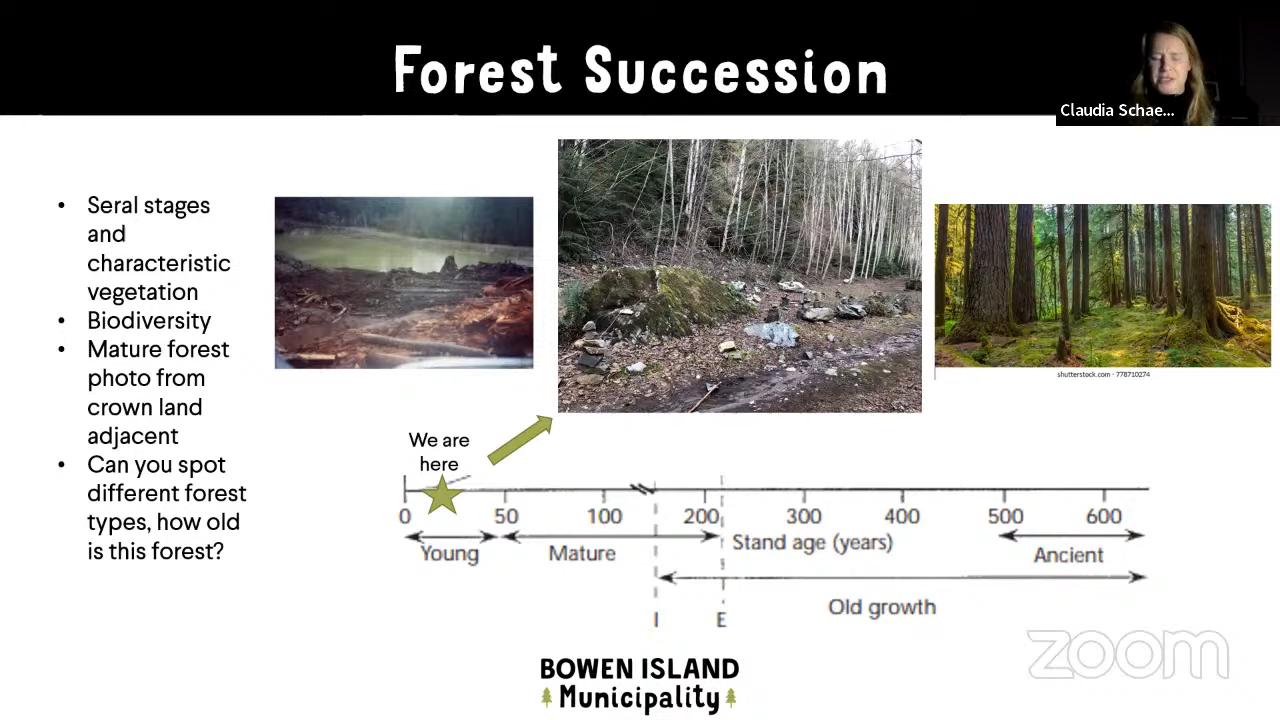 Forest Succession
Claudia Schae...
• Seral stages
and
characteristic
vegetation
• Biodiversity
• Mature forest
photo from
crown land
adjacent
• Can you spot
different forest
types, how old
is this forest?
shutterstock.com · 778710274
We are
here
0 50 100 200 300 400 500 600
Young Mature Stand age (years) Ancient
Old growth
I E
BOWEN ISLAND
Municipality
zoom